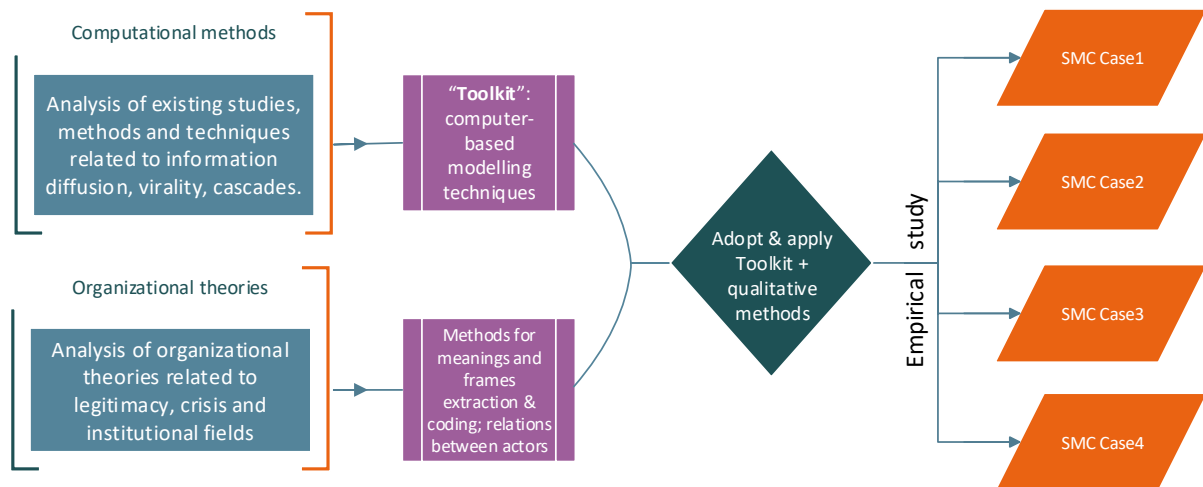 Computational methods
Analysis of existing studies,
methods and techniques
related to information
diffusion, virality, cascades.
“Toolkit”:
computer-
based
modelling
techniques
Organizational theories
Analysis of organizational
theories related to
legitimacy, crisis and
institutional fields
Methods for
meanings and
frames
extraction &
coding; relations
between actors
Adopt & apply
Toolkit +
qualitative
methods
Empirical study
SMC Case1
SMC Case2
SMC Case3
SMC Case4